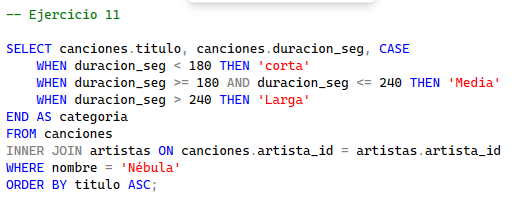 -- Ejercicio 11
SELECT canciones.titulo, canciones.duracion_seg, CASE
    WHEN duracion_seg < 180 THEN 'corta'
    WHEN duracion_seg >= 180 AND duracion_seg <= 240 THEN 'Media'
    WHEN duracion_seg > 240 THEN 'Larga'
END AS categoria
FROM canciones
INNER JOIN artistas ON canciones.artista_id = artistas.artista_id
WHERE nombre = 'Nébula'
ORDER BY titulo ASC;